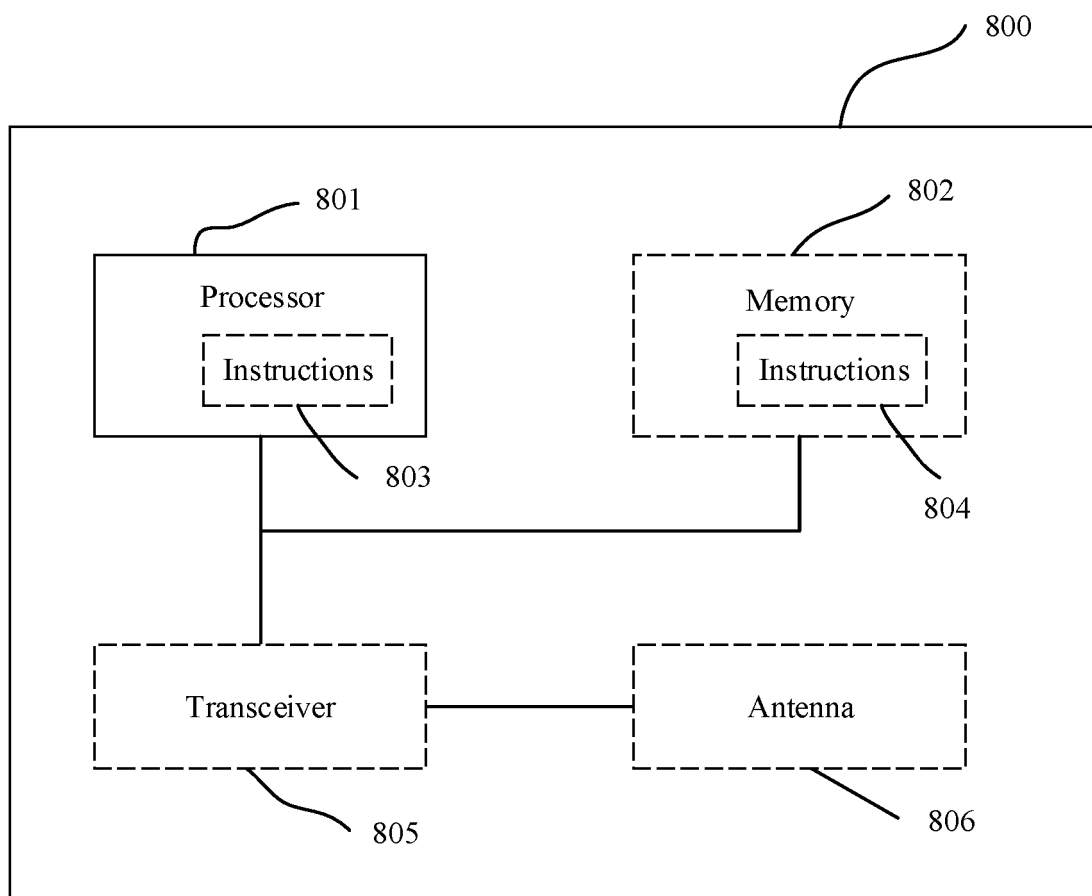 800
801
802
Processor
Memory
Instructions
Instructions
803
804
Transceiver
Antenna
805
806